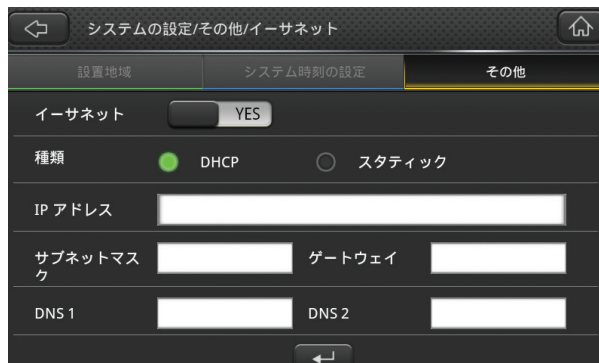 システムの設定/その他/イーサネット
設置地域 システム時刻の設定 その他
イーサネット YES
種類 DHCP スタティック
IP アドレス
サブネットマス
ク ゲートウェイ
DNS 1 DNS 2